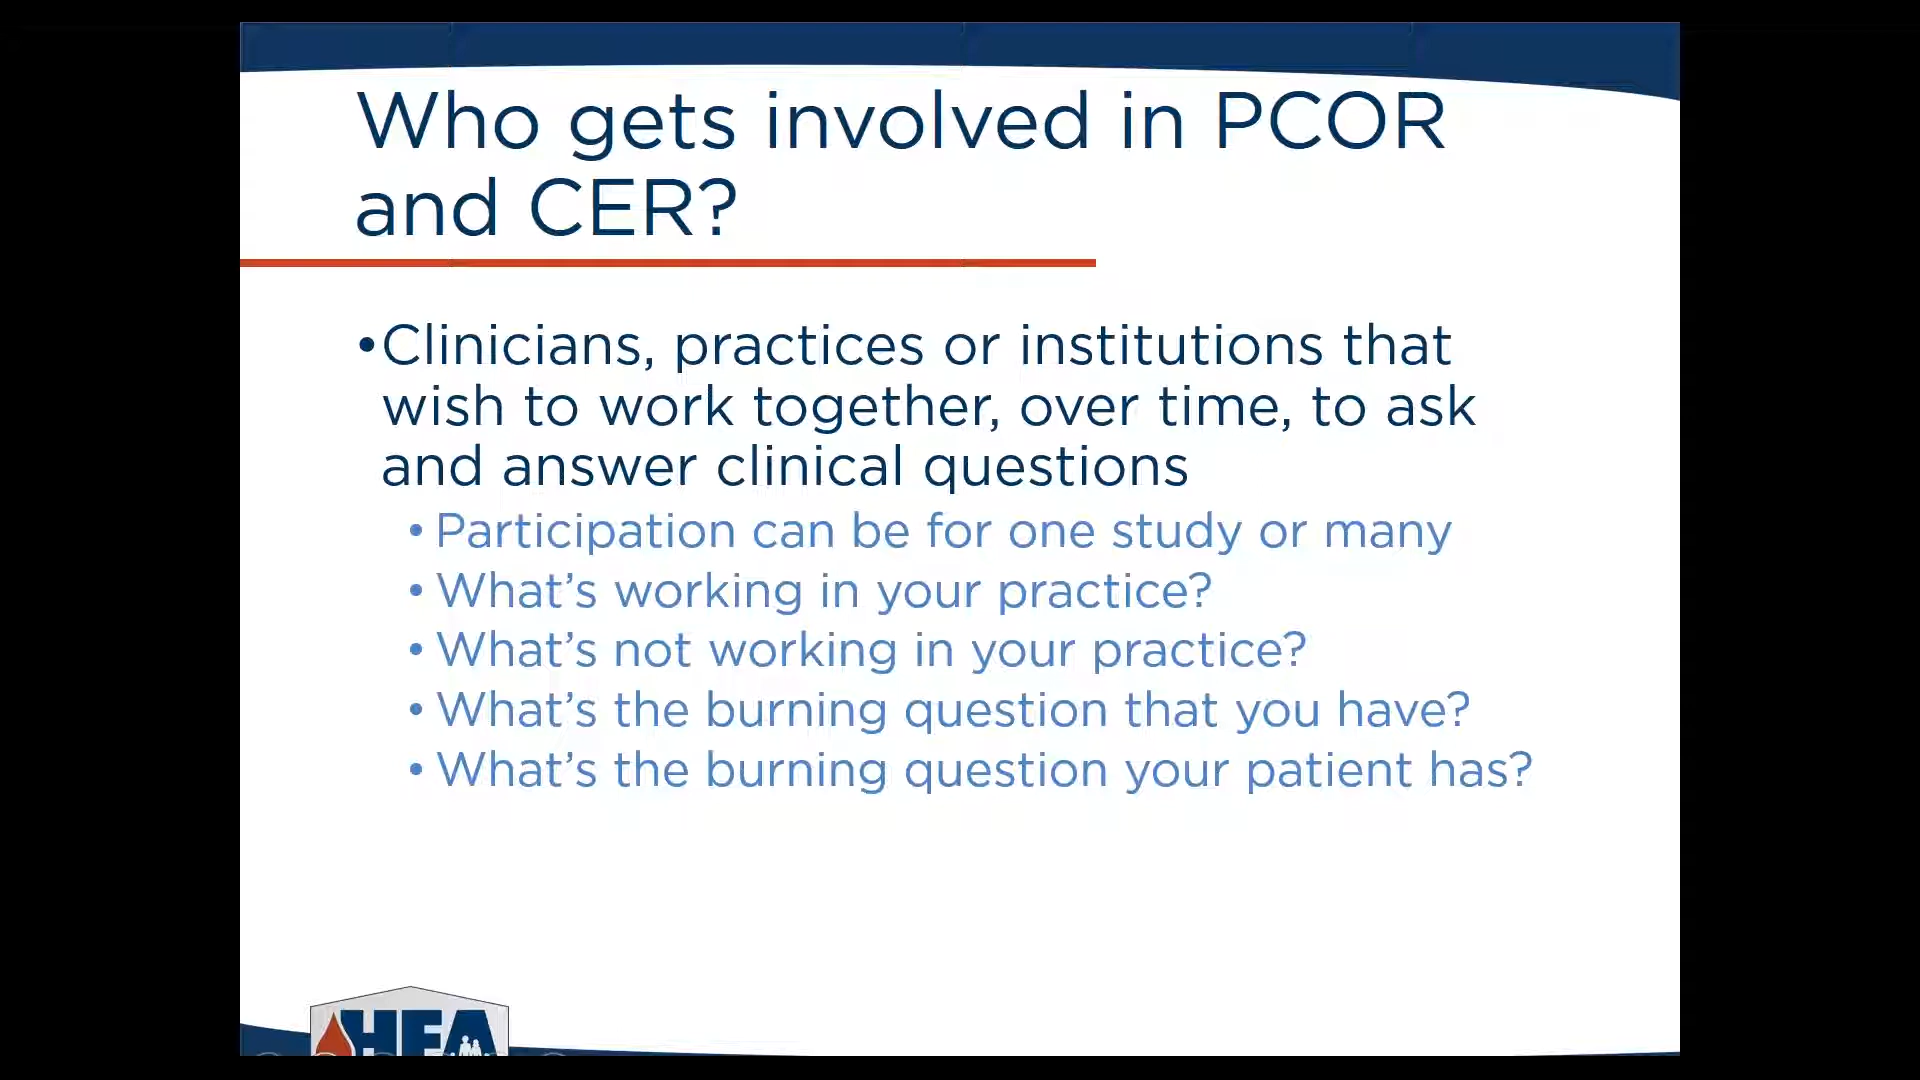 Who gets involved in PCOR
and CER?
•Clinicians, practices or institutions that
wish to work together, over time, to ask
and answer clinical questions
• Participation can be for one study or many
• What’s working in your practice?
• What’s not working in your practice?
• What’s the burning question that you have?
• What’s the burning question your patient has?
HFA